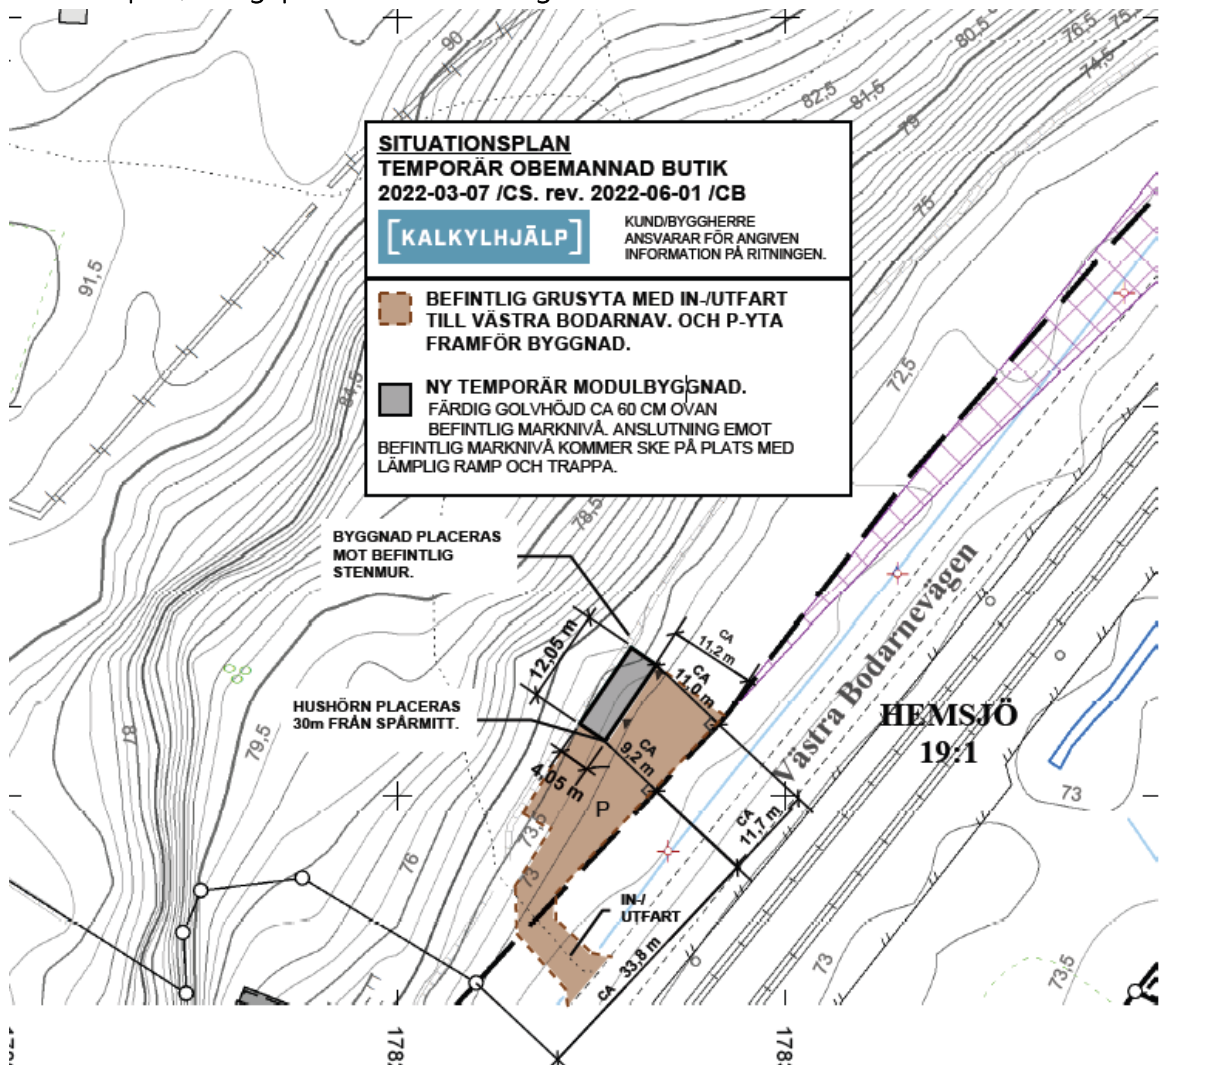 90
80,5
76,5
75,5
74,5
82,5
81,5
79
SITUATIONSPLAN
TEMPORÄR OBEMANNAD BUTIK
2022-03-07 /CS. rev. 2022-06-01 /CB
[KALKYLHJÄLP]
KUND/BYGGHERRE
ANSVARAR FÖR ANGIVEN
INFORMATION PÅ RITNINGEN.
75
91,5
BEFINTLIG GRUSYTA MED IN-/UTFART
TILL VÄSTRA BODARNAV. OCH P-YTA
FRAMFÖR BYGGNAD.
72,5
84,5
NY TEMPORÄR MODULBYGGNAD.
FÄRDIG GOLVHÖJD CA 60 CM OVAN
BEFINTLIG MARKNIVÅ. ANSLUTNING EMOT
BEFINTLIG MARKNIVÅ KOMMER SKE PÅ PLATS MED
LÄMPLIG RAMP OCH TRAPPA.
78,5
BYGGNAD PLACERAS
MOT BEFINTLIG
STENMUR.
12,05 m
CA
11,2 m
CA
11,0 m
Västra Bodarnevägen
HUSHÖRN PLACERAS
30m FRÅN SPÅRMITT.
HEMSJÖ
19:1
87
79,5
CA
9,2 m
4,05 m
P
73
CA
11,7 m
73,5
76
73
IN-/
UTFART
CA 33,8 m
73
73,5
178
178